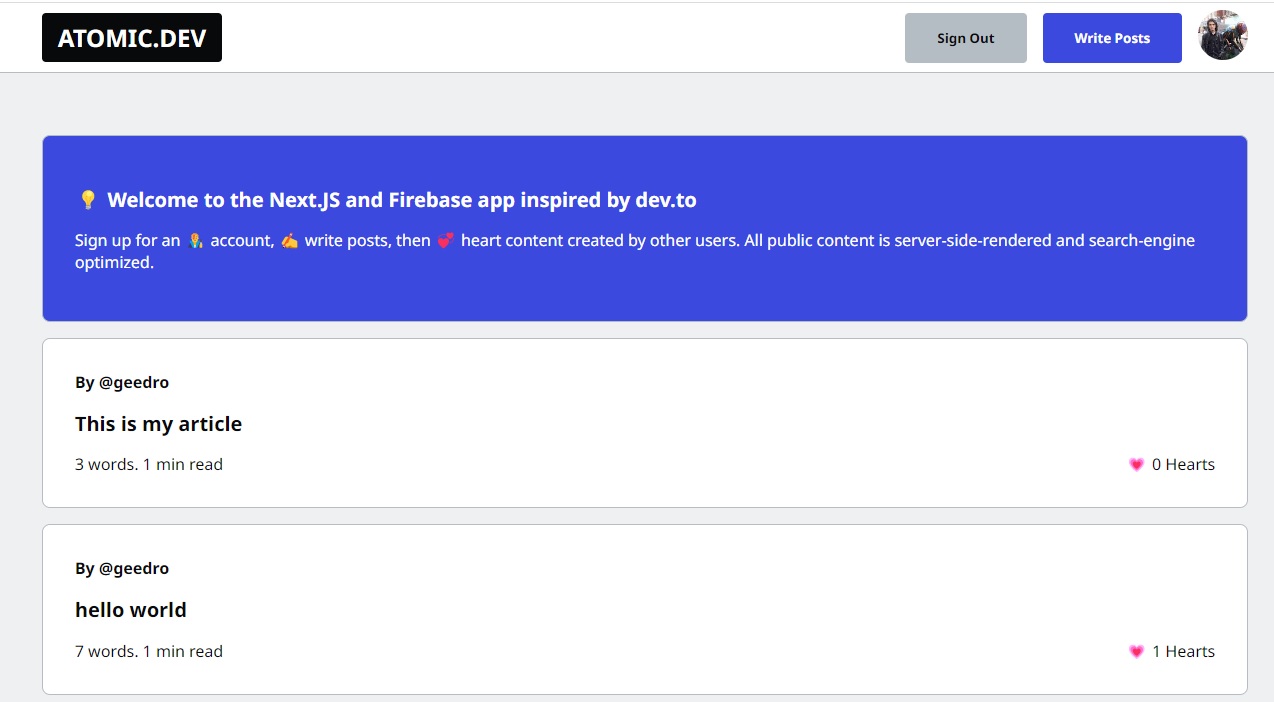 ATOMIC.DEV
Sign Out
Write Posts
💡 Welcome to the Next.JS and Firebase app inspired by dev.to
Sign up for an 🧜‍♂️ account, ✍️ write posts, then 💞 heart content created by other users. All public content is server-side-rendered and search-engine
optimized.
By @geedro
This is my article
3 words. 1 min read
💗 0 Hearts
By @geedro
hello world
7 words. 1 min read
💗 1 Hearts